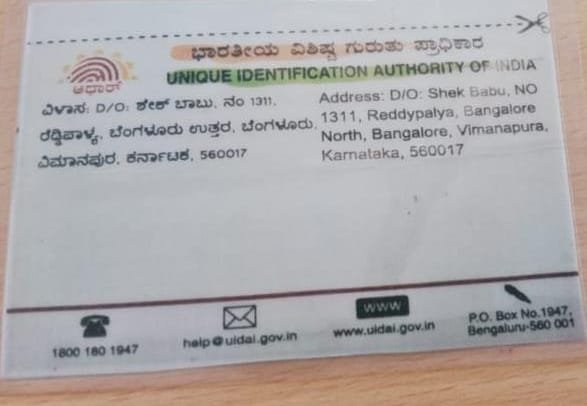 ಭಾರತೀಯ ವಿಶಿಷ್ಟ ಗುರುತು ಪ್ರಾಧಿಕಾರ
UNIQUE IDENTIFICATION AUTHORITY OF INDIA
ಆಧಾರ್
ವಿಳಾಸ: D/O: ಶೇಕ್ ಬಾಬು, ನಂ 1311,
ರೆಡ್ಡಿಪಾಳ್ಯ, ಬೆಂಗಳೂರು ಉತ್ತರ, ಬೆಂಗಳೂರು,
ವಿಮಾನಪುರ, ಕರ್ನಾಟಕ, 560017
Address: D/O: Shek Babu, NO
1311, Reddypalya, Bangalore
North, Bangalore, Vimanapura,
Karnataka, 560017
1800 180 1947
help@uidai.gov.in
WWW
www.uidai.gov.in
P.O. Box No.1947,
Bengaluru-560 001